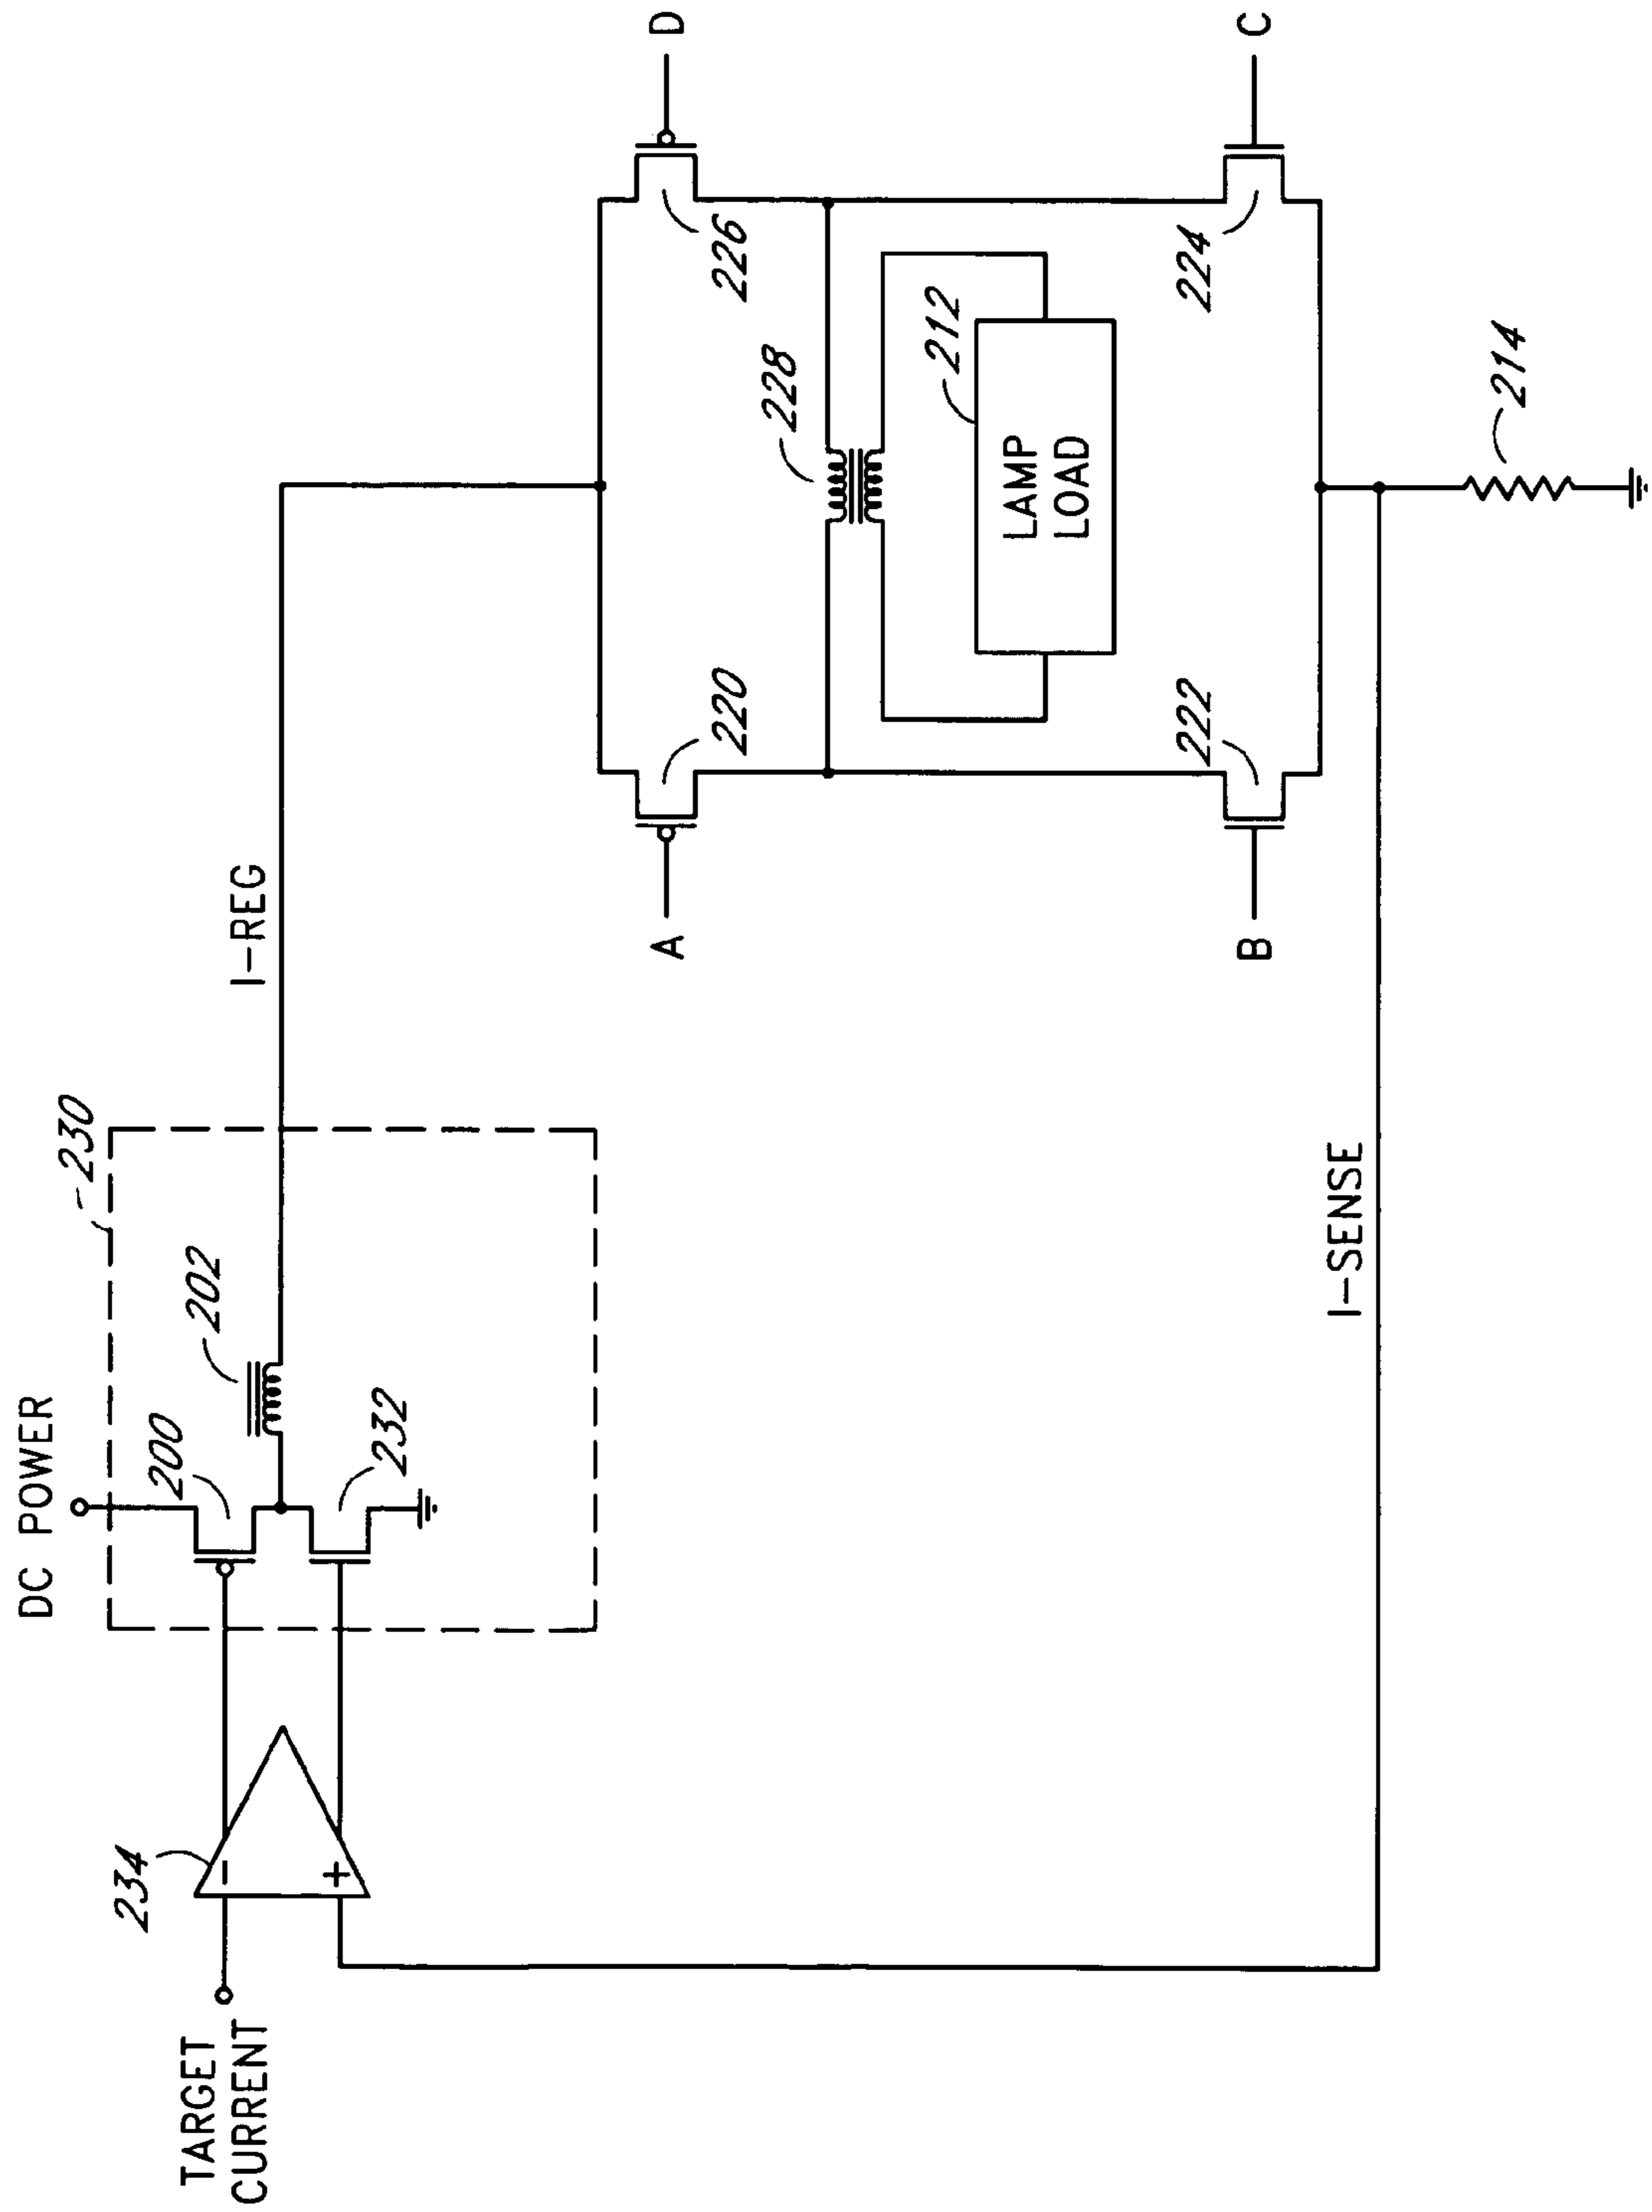 DC POWER
230
200
202
232
234
TARGET
CURRENT
I-REG
A
220
D
226
228
212
LAMP
LOAD
B
222
C
224
I-SENSE
214